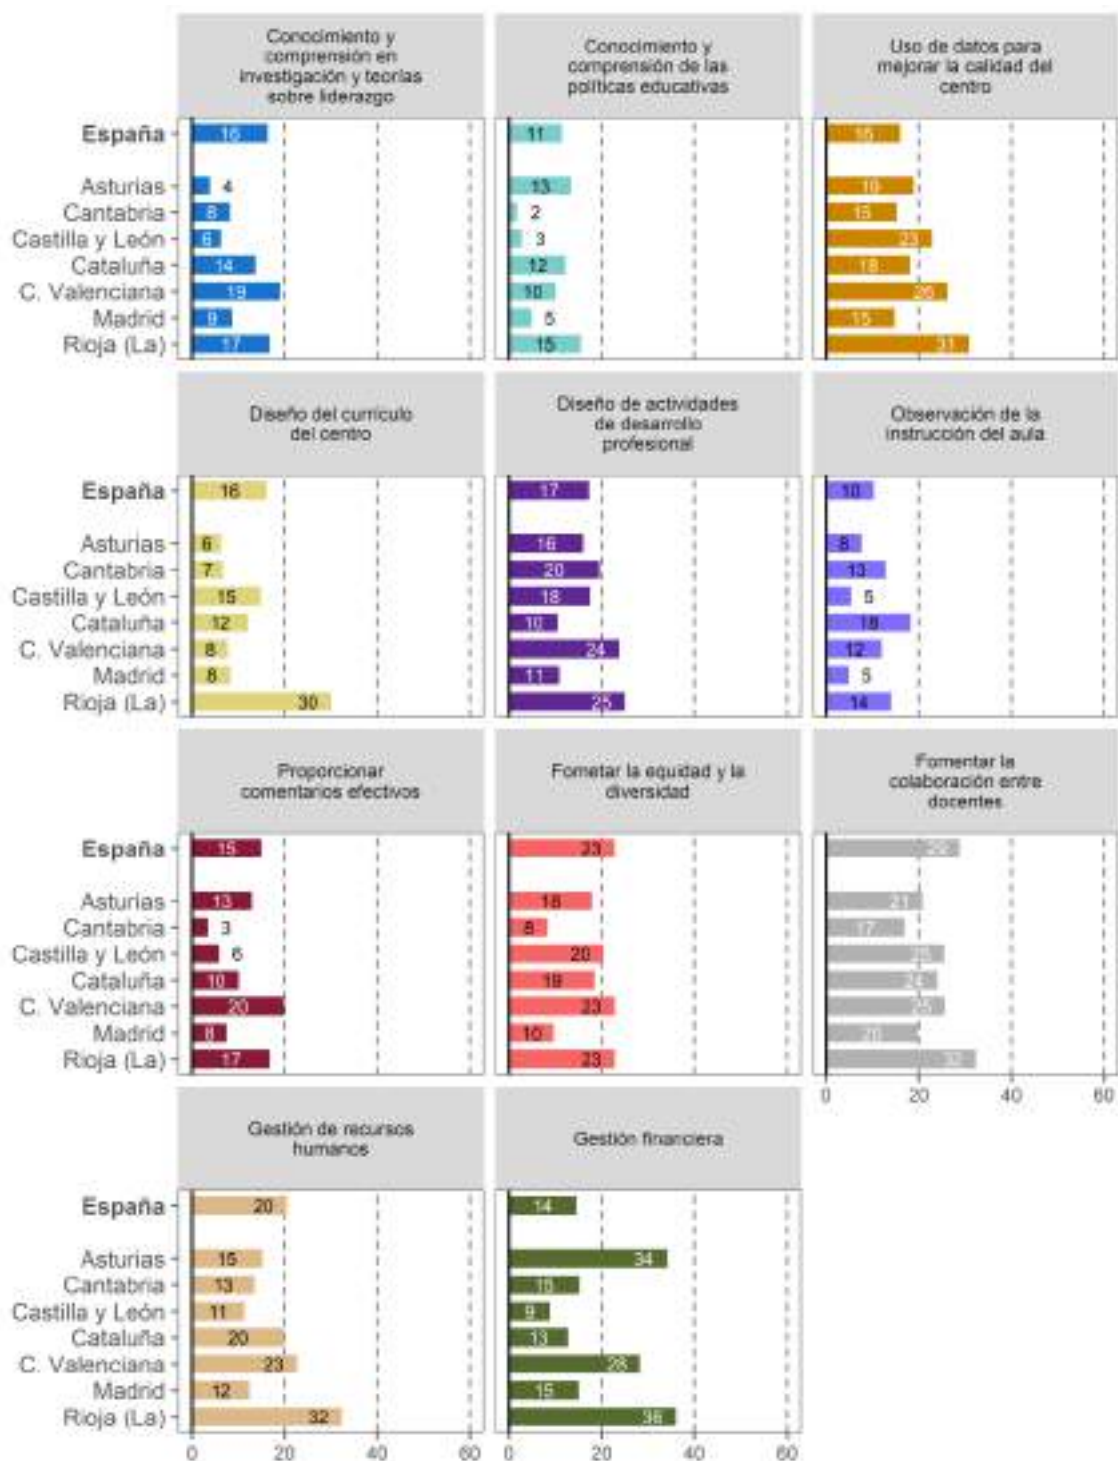 Conocimiento y
comprensión en
investigación y teorías
sobre liderazgo
Conocimiento y
comprensión de las
políticas educativas
Uso de datos para
mejorar la calidad del
centro
España 16 11 16
Asturias 4 13 19
Cantabria 8 2 15
Castilla y León 6 3 23
Cataluña 14 12 18
C. Valenciana 19 10 26
Madrid 9 5 15
Rioja (La) 17 15 31
Diseño del currículo
del centro
Diseño de actividades
de desarrollo
profesional
Observación de la
instrucción del aula
España 16 17 10
Asturias 6 16 8
Cantabria 7 20 13
Castilla y León 15 18 5
Cataluña 12 10 18
C. Valenciana 8 24 12
Madrid 8 11 5
Rioja (La) 30 25 14
Proporcionar
comentarios efectivos
Fometar la equidad y la
diversidad
Fomentar la
colaboración entre
docentes
España 15 23 29
Asturias 13 18 21
Cantabria 3 8 17
Castilla y León 6 20 25
Cataluña 10 19 24
C. Valenciana 20 23 25
Madrid 8 10 20
Rioja (La) 17 23 32
0 20 40 60
Gestión de recursos
humanos
Gestión financiera
España 20 14
Asturias 15 34
Cantabria 13 15
Castilla y León 11 9
Cataluña 20 13
C. Valenciana 23 28
Madrid 12 15
Rioja (La) 32 36
0 20 40 60 0 20 40 60